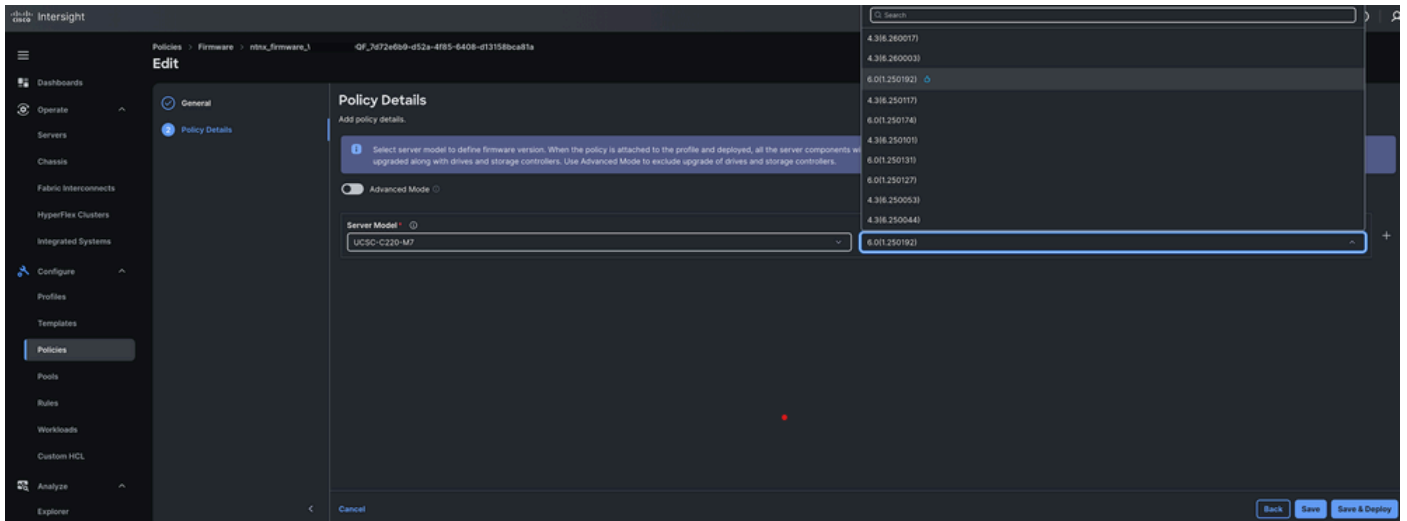 cisco Intersight
Policies > Firmware > ntnx_firmware_\ QF_7d72e6b9-d52a-4f85-6408-d13158bca81a
Edit
Dashboards
Operate
Servers
Chassis
Fabric Interconnects
HyperFlex Clusters
Integrated Systems
Configure
Profiles
Templates
Policies
Pools
Rules
Workloads
Custom HCL
Analyze
Explorer
General
2 Policy Details
Policy Details
Add policy details.
Select server model to define firmware version. When the policy is attached to the profile and deployed, all the server components wi
upgraded along with drives and storage controllers. Use Advanced Mode to exclude upgrade of drives and storage controllers.
Advanced Mode
Server Model *
UCSC-C220-M7
Search
4.3(6.260017)
4.3(6.260003)
6.0(1.250192)
4.3(6.250117)
6.0(1.250174)
4.3(6.250101)
6.0(1.250131)
6.0(1.250127)
4.3(6.250053)
4.3(6.250044)
6.0(1.250192)
Cancel
Back
Save
Save & Deploy